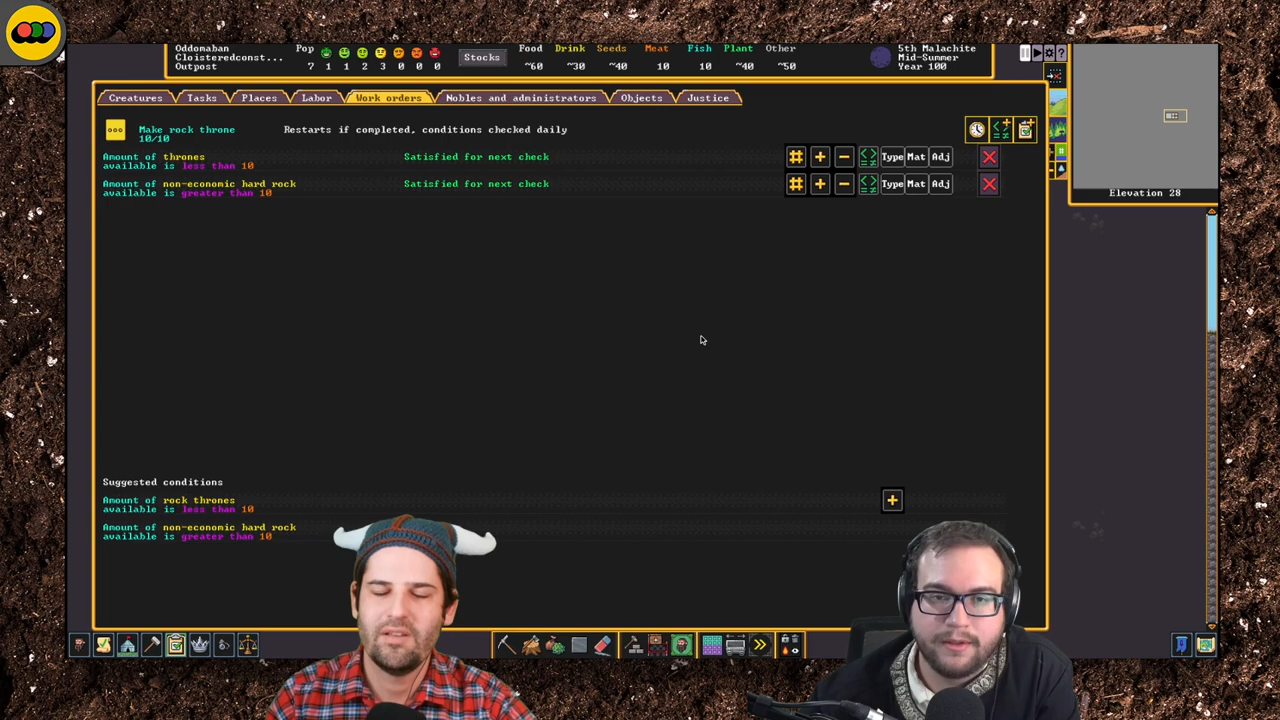 Oddomahan
Cloisteredconst...
Outpost
Pop
7 1 1 2 3 0 0 0
Stocks
Food Drink Seeds Meat Fish Plant Other
~60 ~30 ~40 10 10 ~40 ~50
5th Malachite
Mid-Summer
Year 100
Creatures Tasks Places Labor Work orders Nobles and administrators Objects Justice
Make rock throne
10/10
Restarts if completed, conditions checked daily
Amount of thrones
available is less than 10
Satisfied for next check
Type Mat Adj
Amount of non-economic hard rock
available is greater than 10
Satisfied for next check
Type Mat Adj
Elevation 28
Suggested conditions
Amount of rock thrones
available is less than 10
Amount of non-economic hard rock
available is greater than 10